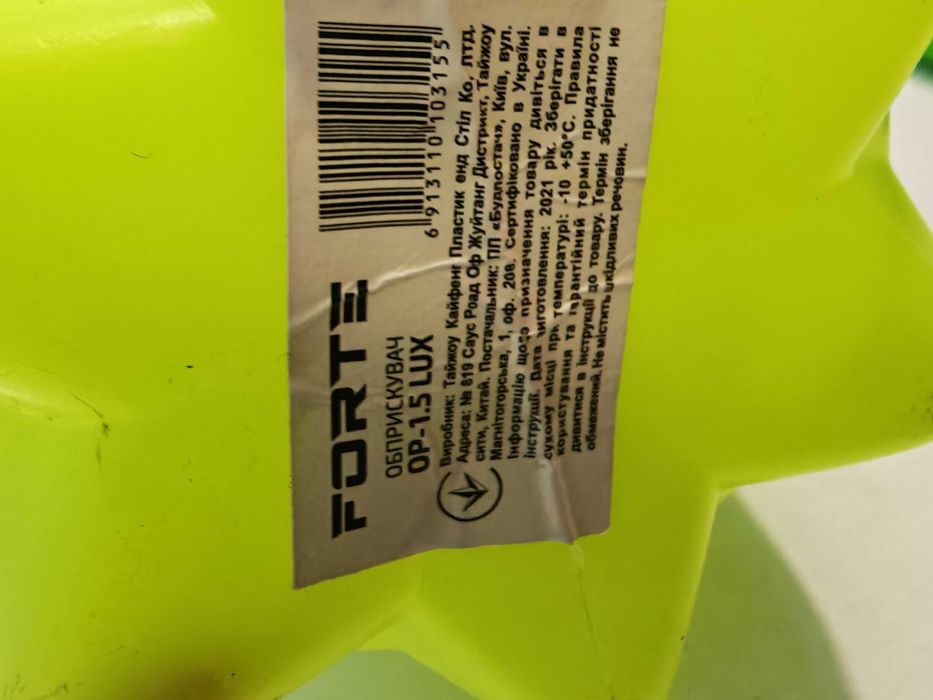 FORTE
ОБПРИСКУВАЧ
ОР-1.5 LUX
6 913110 103155
Виробник: Тайжоу Кайфенг Пластик енд Стіл Ко, лтд.
Адреса: № 819 Саус Роад Оф Жуйтанг Дистрикт, Тайжоу
сити, Китай. Постачальник: ПП «Будпостач», Київ, вул.
Магнітогорська, 1, оф. 208. Сертифіковано в Україні.
Інформацію щодо призначення товару дивіться в
інструкції. Дата виготовлення: 2021 рік. Зберігати в
сухому місці при температурі: -10 +50°С. Правила
користування та гарантійний термін придатності
дивитися в інструкції до товару. Термін зберігання не
обмежений. Не містить шкідливих речовин.